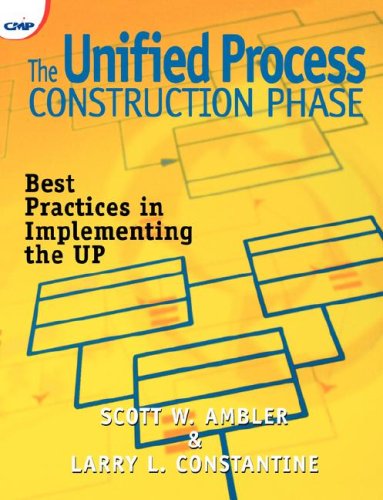 CMP
The Unified Process
CONSTRUCTION PHASE
Best
Practices in
Implementing
the UP
SCOTT W. AMBLER
&
LARRY L. CONSTANTINE